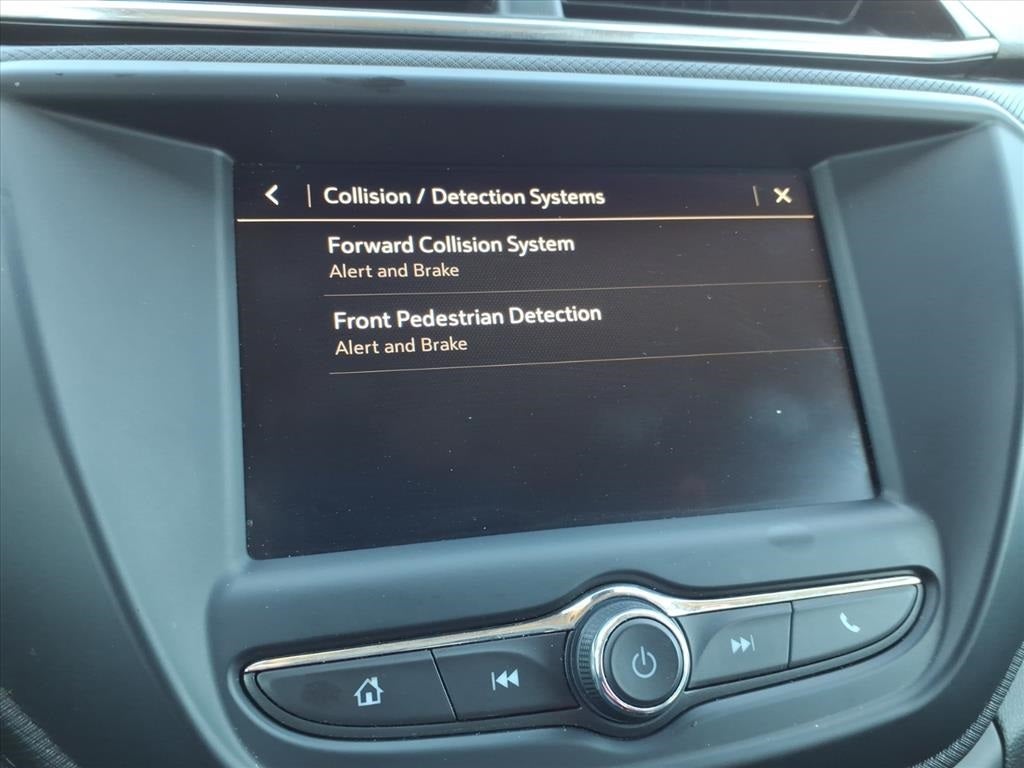 Collision / Detection Systems
Forward Collision System
Alert and Brake
Front Pedestrian Detection
Alert and Brake